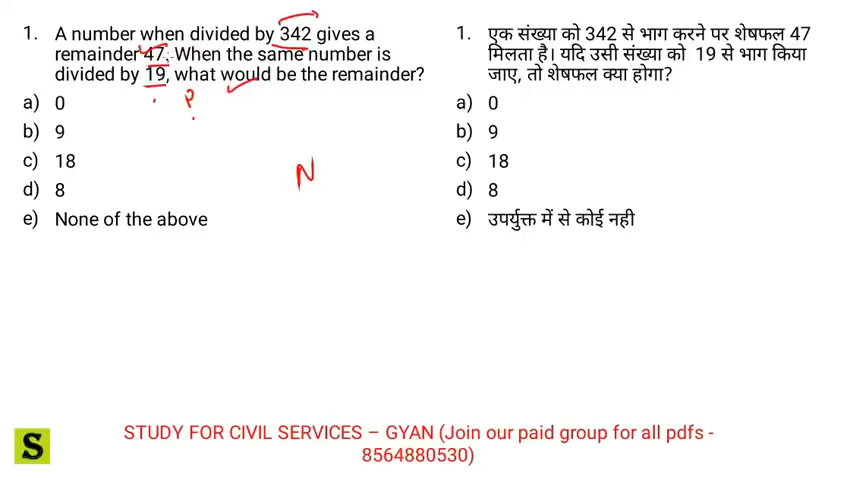 1. A number when divided by 342 gives a
remainder 47. When the same number is
divided by 19, what would be the remainder?
a) 0
b) 9
c) 18
d) 8
e) None of the above
?
N
1. एक संख्या को 342 से भाग करने पर शेषफल 47
मिलता है। यदि उसी संख्या को 19 से भाग किया
जाए, तो शेषफल क्या होगा?
a) 0
b) 9
c) 18
d) 8
e) उपर्युक्त में से कोई नही
S
STUDY FOR CIVIL SERVICES – GYAN (Join our paid group for all pdfs -
8564880530)